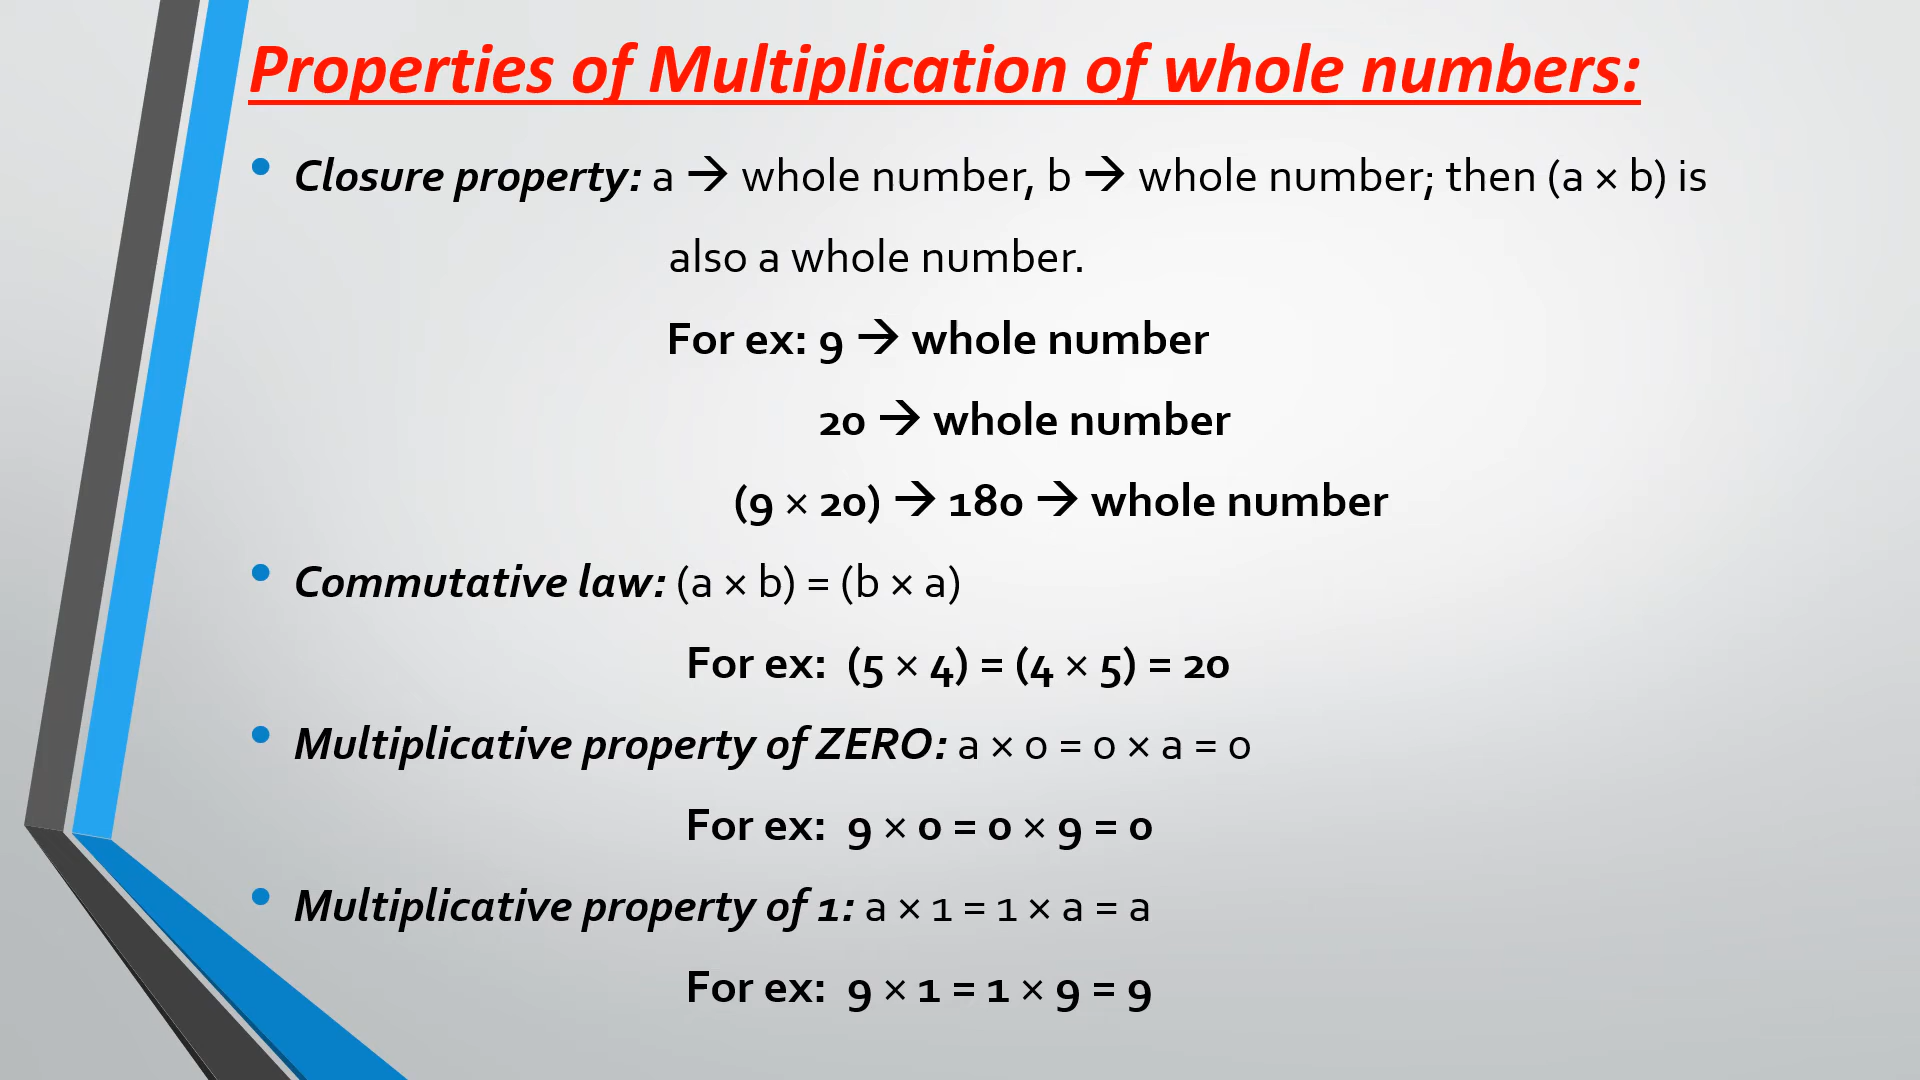 Properties of Multiplication of whole numbers:
• Closure property: a → whole number, b → whole number; then (a × b) is
also a whole number.
For ex: 9 → whole number
20 → whole number
(9 × 20) → 180 → whole number
• Commutative law: (a × b) = (b × a)
For ex: (5 × 4) = (4 × 5) = 20
• Multiplicative property of ZERO: a × 0 = 0 × a = 0
For ex: 9 × 0 = 0 × 9 = 0
• Multiplicative property of 1: a × 1 = 1 × a = a
For ex: 9 × 1 = 1 × 9 = 9